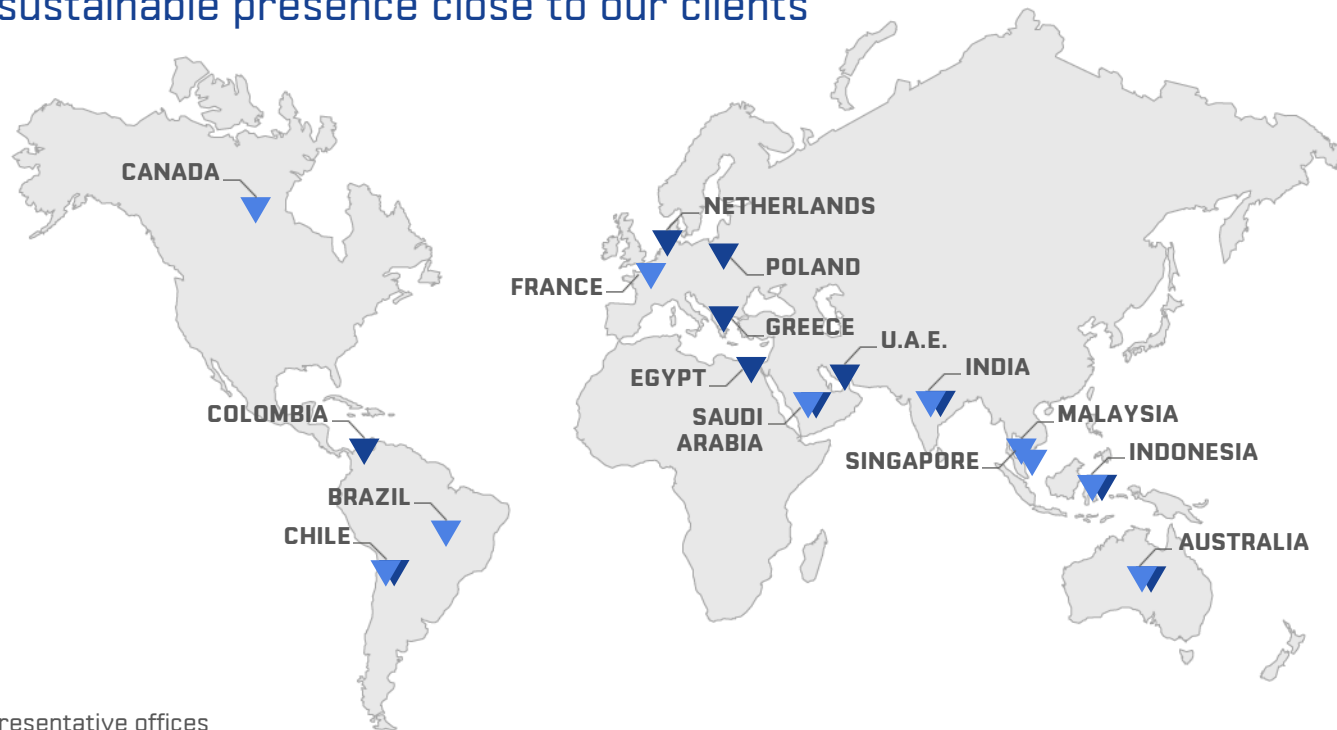 sustainable presence close to our clients
CANADA
NETHERLANDS
POLAND
FRANCE
GREECE
U.A.E.
EGYPT
INDIA
SAUDI
ARABIA
COLOMBIA
MALAYSIA
SINGAPORE
INDONESIA
BRAZIL
CHILE
AUSTRALIA
resentative offices